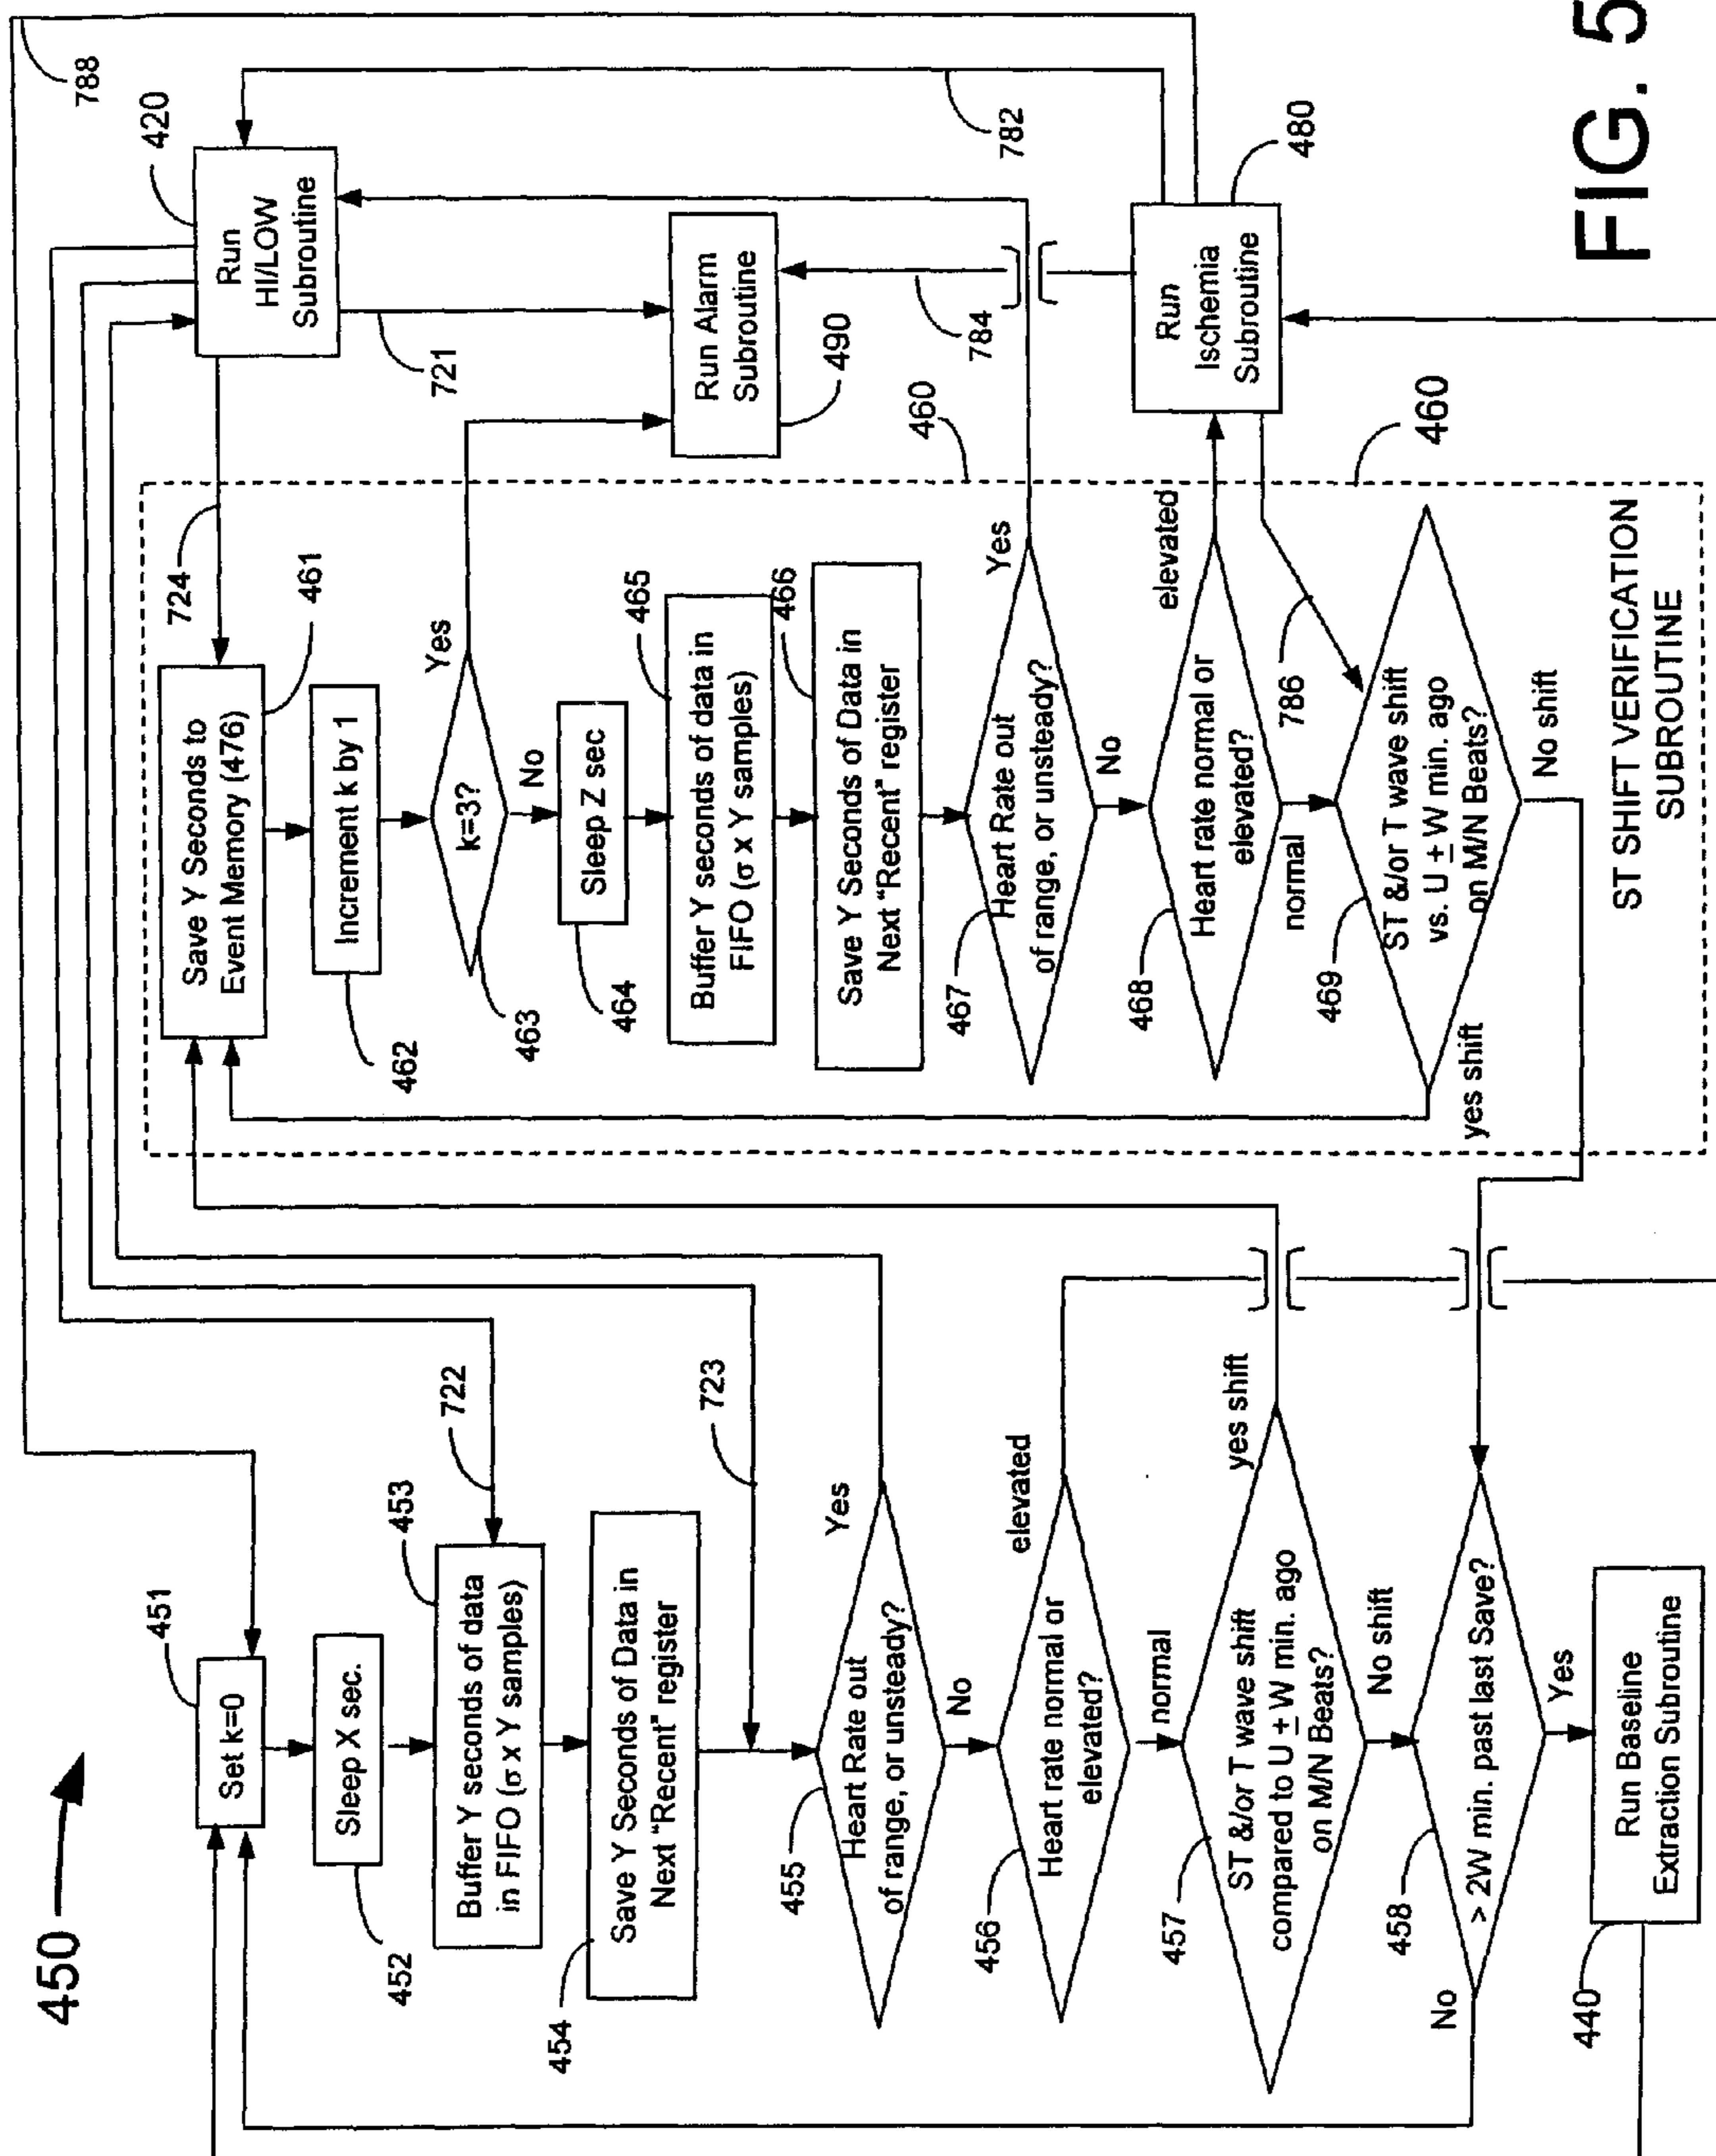 450
451
Set k=0
Sleep X sec.
452
453
Buffer Y seconds of data
in FIFO (σ x Y samples)
722
Save Y Seconds of Data in
Next "Recent" register
454
723
Heart Rate out
of range, or unsteady?
455
Yes
No
Heart rate normal or
elevated?
456
elevated
normal
ST &/or T wave shift
compared to U ± W min. ago
on M/N Beats?
457
yes shift
No shift
> 2W min. past last Save?
458
No
Yes
Run Baseline
Extraction Subroutine
440
724
Save Y Seconds to
Event Memory (476)
461
Increment k by 1
462
k=3?
463
Yes
No
Sleep Z sec
464
465
Buffer Y seconds of data in
FIFO (σ x Y samples)
466
Save Y Seconds of Data in
Next "Recent" register
467
Heart Rate out
of range, or unsteady?
Yes
No
468
Heart rate normal or
elevated?
elevated
normal
786
469
ST &/or T wave shift
vs. U ± W min. ago
on M/N Beats?
yes shift
No shift
ST SHIFT VERIFICATION
SUBROUTINE
788
420
Run
HI/LOW
Subroutine
721
Run Alarm
Subroutine
490
460
784
782
Run
Ischemia
Subroutine
480
460
FIG. 5